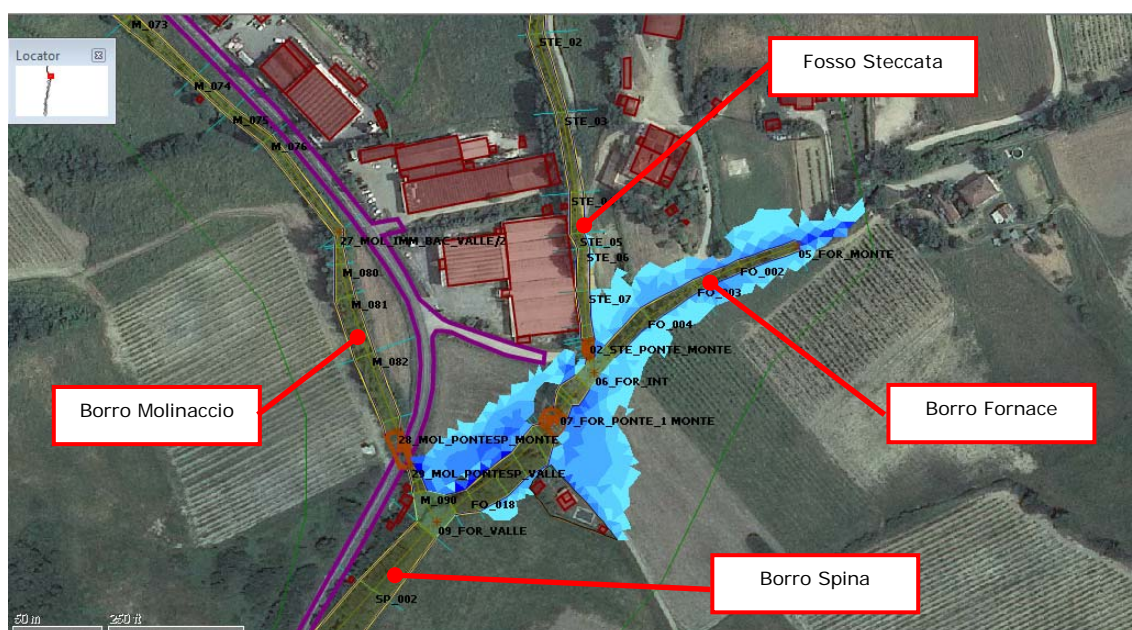 M_073
STE_02
Locator
Fosso Steccata
M_074
STE_03
M_075
M_076
STE_0
27_MOL_IMM_BAC_VALLE/2
STE_05
STE_06
05_FOR_MONTE
M_080
FO_002
FO_003
M_081
STE_07
FO_004
02_STE_PONTE_MONTE
M_082
06_FOR_INT
Borro Molinaccio
Borro Fornace
07_FOR_PONTE_1 MONTE
28_MOL_PONTESP_MONTE
29_MOL_PONTESP_VALLE
M_090
FO_018
09_FOR_VALLE
Borro Spina
SP_002
50 m
250 ft